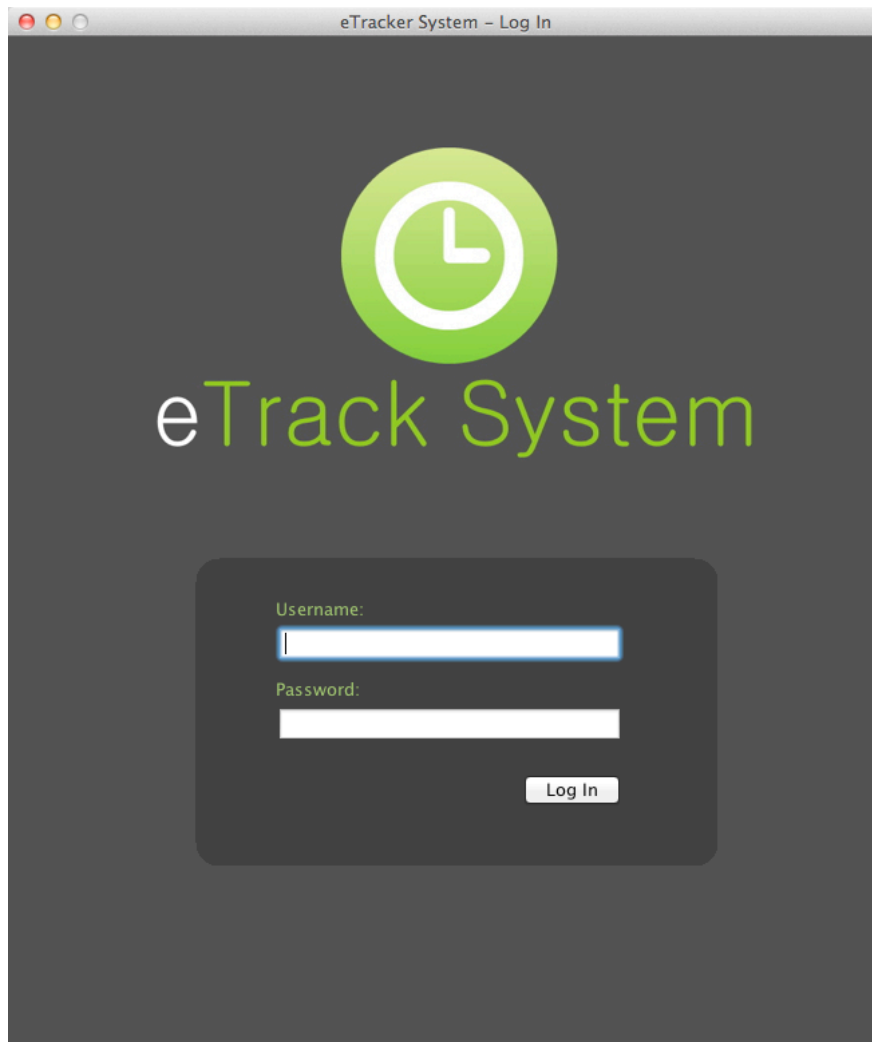 eTracker System – Log In
eTrack System
Username:
Password:
Log In